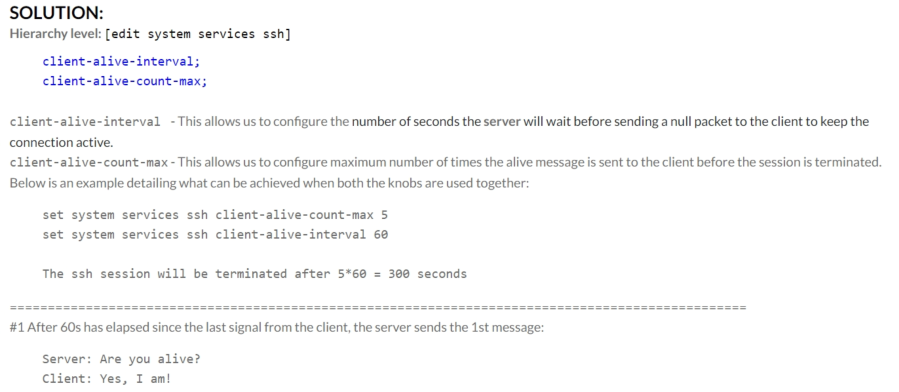 SOLUTION:
Hierarchy level: [edit system services ssh]
client-alive-interval;
client-alive-count-max;
client-alive-interval - This allows us to configure the number of seconds the server will wait before sending a null packet to the client to keep the
connection active.
client-alive-count-max - This allows us to configure maximum number of times the alive message is sent to the client before the session is terminated.
Below is an example detailing what can be achieved when both the knobs are used together:
set system services ssh client-alive-count-max 5
set system services ssh client-alive-interval 60
The ssh session will be terminated after 5*60 = 300 seconds
=================================================================================================
#1 After 60s has elapsed since the last signal from the client, the server sends the 1st message:
Server: Are you alive?
Client: Yes, I am!